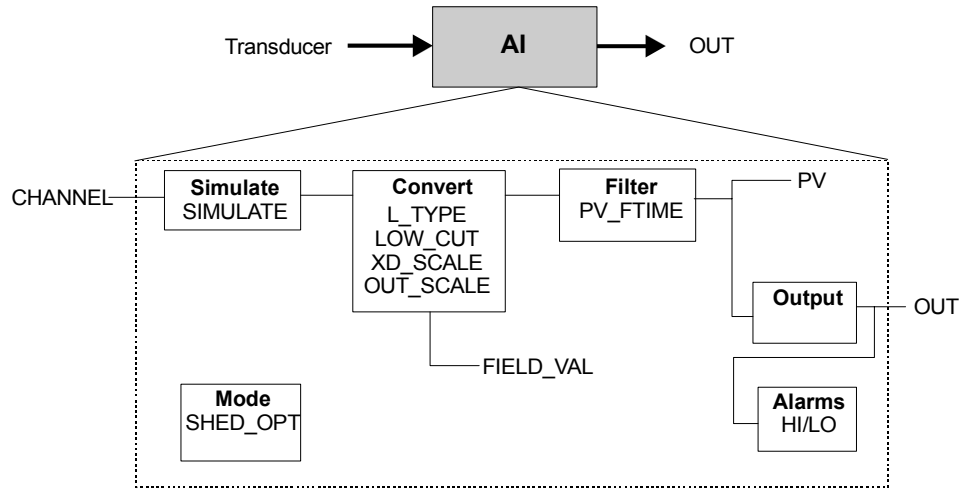 Transducer
AI
OUT
CHANNEL
Simulate
SIMULATE
Convert
L_TYPE
LOW_CUT
XD_SCALE
OUT_SCALE
Filter
PV_FTIME
PV
Output
OUT
FIELD_VAL
Mode
SHED_OPT
Alarms
HI/LO